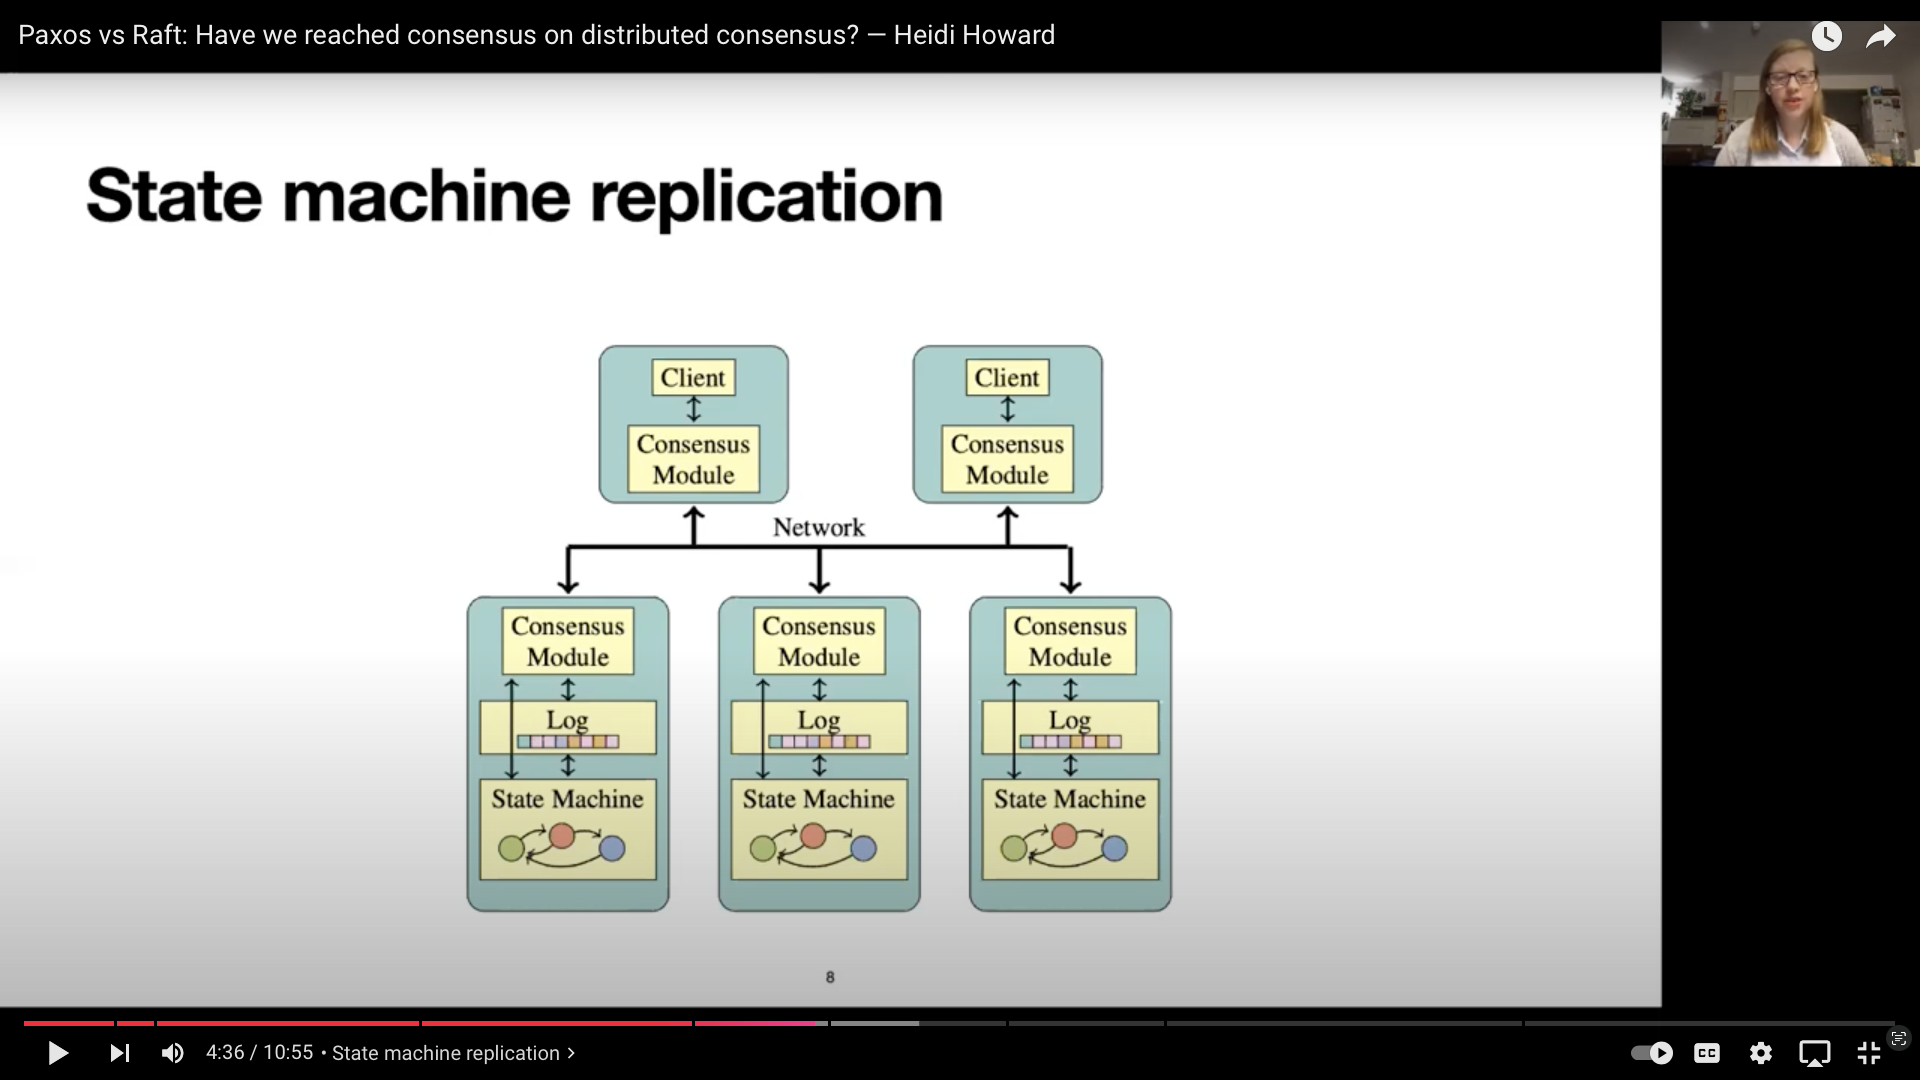 Paxos vs Raft: Have we reached consensus on distributed consensus? — Heidi Howard
State machine replication
Client
Client
Consensus
Module
Consensus
Module
Network
Consensus
Module
Consensus
Module
Consensus
Module
Log
Log
Log
State Machine
State Machine
State Machine
8
4:36 / 10:55 • State machine replication
CC